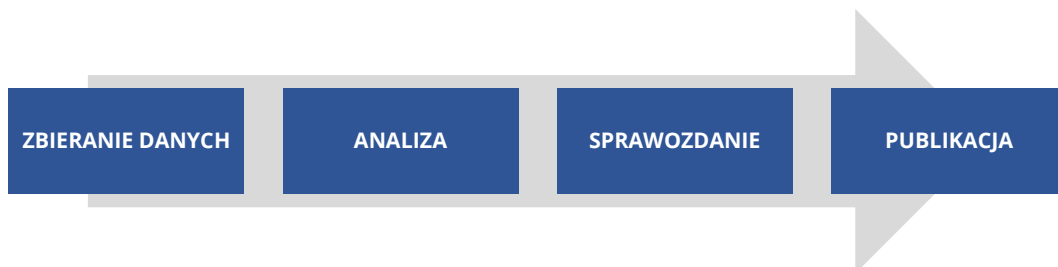 ZBIERANIE DANYCH
ANALIZA
SPRAWOZDANIE
PUBLIKACJA